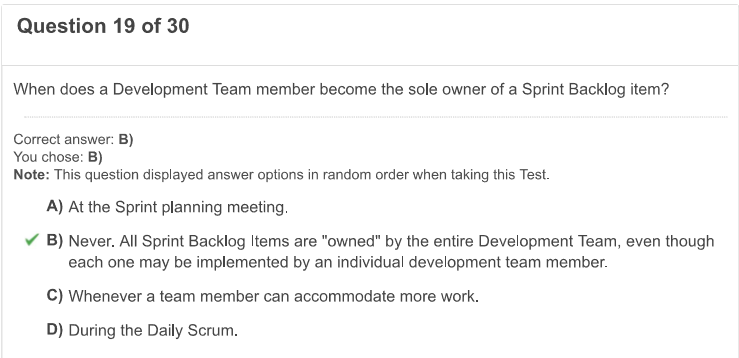 Question 19 of 30
When does a Development Team member become the sole owner of a Sprint Backlog item?
Correct answer: B)
You chose: B)
Note: This question displayed answer options in random order when taking this Test.
A) At the Sprint planning meeting.
B) Never. All Sprint Backlog Items are "owned" by the entire Development Team, even though
each one may be implemented by an individual development team member.
C) Whenever a team member can accommodate more work.
D) During the Daily Scrum.